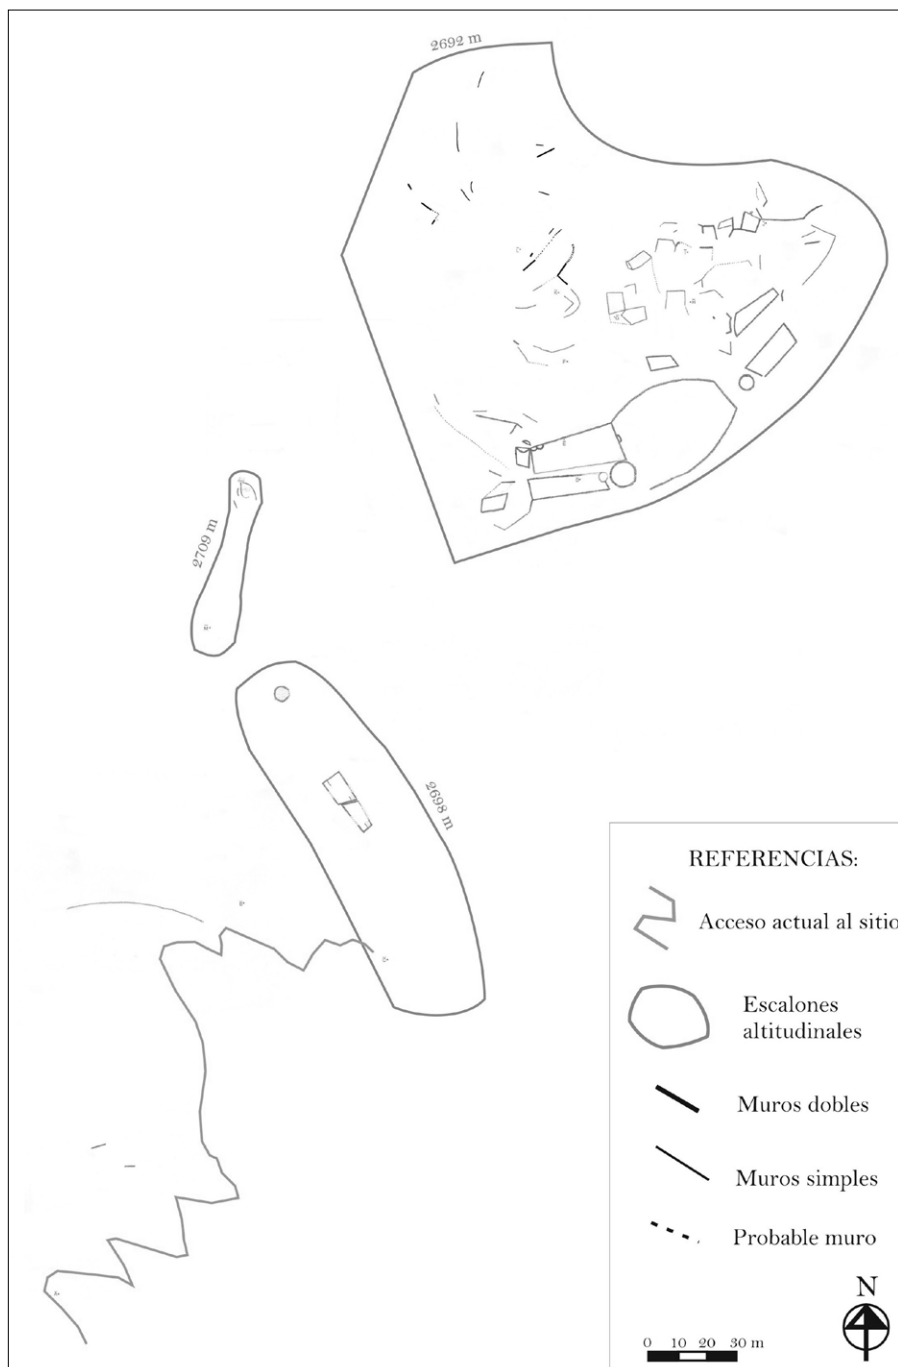 2692 m
2709 m
2698 m
REFERENCIAS:
Acceso actual al sitio
Escalones
altitudinales
Muros dobles
Muros simples
Probable muro
N
0 10 20 30 m